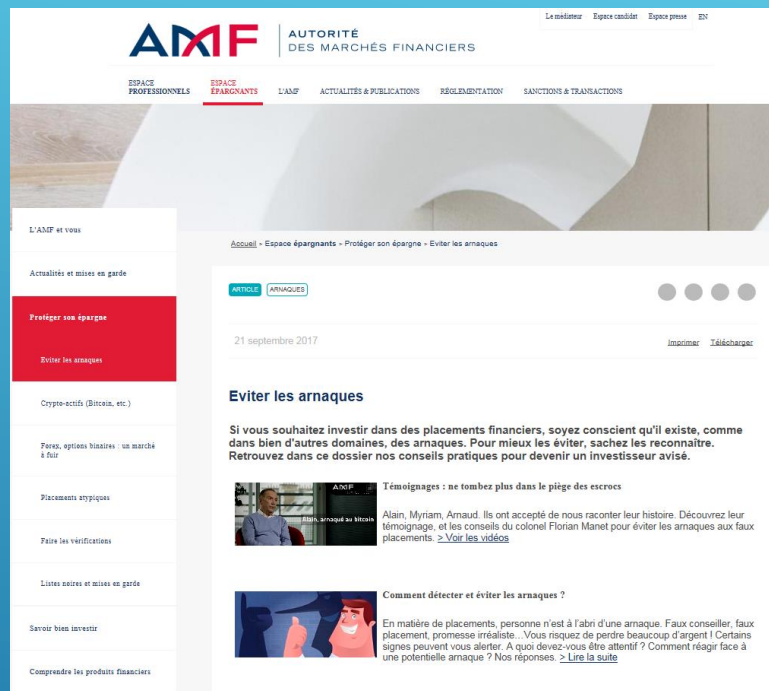 Le médiateur Espace candidat Espace presse EN
AMF AUTORITÉ
DES MARCHÉS FINANCIERS
ESPACE
PROFESSIONNELS
ESPACE
ÉPARGNANTS
L'AMF
ACTUALITÉS & PUBLICATIONS
RÉGLEMENTATION
SANCTIONS & TRANSACTIONS
L'AMF et vous
Actualités et mises en garde
Protéger son épargne
Eviter les arnaques
Crypto-actifs (Bitcoin, etc.)
Forex, options binaires : un marché
à fuir
Placements atypiques
Faire les vérifications
Listes noires et mises en garde
Savoir bien investir
Comprendre les produits financiers
Accueil » Espace épargnants » Protéger son épargne » Eviter les arnaques
ARTICLE ARNAQUES
21 septembre 2017
Imprimer Télécharger
Eviter les arnaques
Si vous souhaitez investir dans des placements financiers, soyez conscient qu'il existe, comme
dans bien d'autres domaines, des arnaques. Pour mieux les éviter, sachez les reconnaître.
Retrouvez dans ce dossier nos conseils pratiques pour devenir un investisseur avisé.
AMF
Alain, arnaqué au bitcoin
Témoignages : ne tombez plus dans le piège des escrocs
Alain, Myriam, Arnaud. Ils ont accepté de nous raconter leur histoire. Découvrez leur
témoignage, et les conseils du colonel Florian Manet pour éviter les arnaques aux faux
placements. > Voir les vidéos
Comment détecter et éviter les arnaques ?
En matière de placements, personne n'est à l'abri d'une arnaque. Faux conseiller, faux
placement, promesse irréaliste…Vous risquez de perdre beaucoup d'argent ! Certains
signes peuvent vous alerter. A quoi devez-vous être attentif ? Comment réagir face à
une potentielle arnaque ? Nos réponses. > Lire la suite